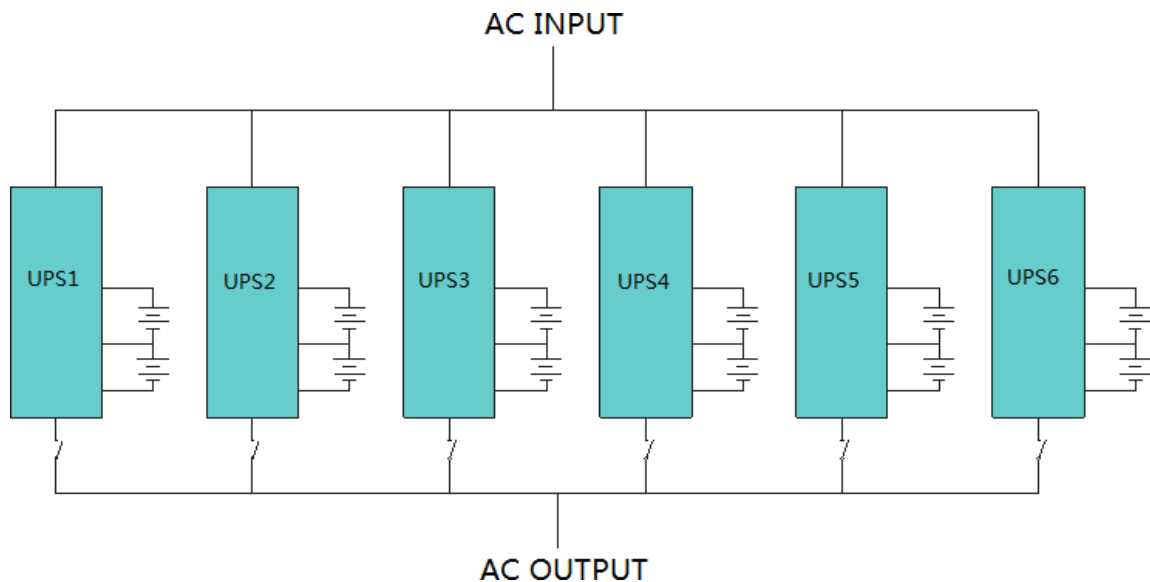 AC INPUT
UPS1
UPS2
UPS3
UPS4
UPS5
UPS6
AC OUTPUT